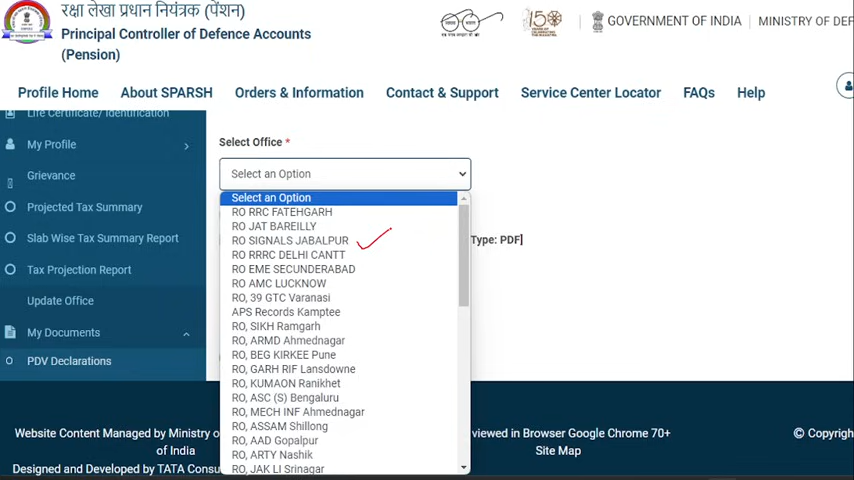 रक्षा लेखा प्रधान नियंत्रक (पेंशन)
Principal Controller of Defence Accounts
(Pension)
150
GOVERNMENT OF INDIA
MINISTRY OF DEF
Profile Home
About SPARSH
Orders & Information
Contact & Support
Service Center Locator
FAQs
Help
Life Certificate/ Identification
My Profile
Grievance
Projected Tax Summary
Slab Wise Tax Summary Report
Tax Projection Report
Update Office
My Documents
PDV Declarations
Select Office *
Select an Option
Select an Option
RO RRC FATEHGARH
RO JAT BAREILLY
RO SIGNALS JABALPUR
RO RRRC DELHI CANTT
RO EME SECUNDERABAD
RO AMC LUCKNOW
RO, 39 GTC Varanasi
APS Records Kamptee
RO, SIKH Ramgarh
RO, ARMD Ahmednagar
RO, BEG KIRKEE Pune
RO, GARH RIF Lansdowne
RO, KUMAON Ranikhet
RO, ASC (S) Bengaluru
RO, MECH INF Ahmednagar
RO, ASSAM Shillong
RO, AAD Gopalpur
RO, ARTY Nashik
RO, JAK LI Srinagar
Type: PDF]
Website Content Managed by Ministry o
of India
Designed and Developed by TATA Consu
viewed in Browser Google Chrome 70+
Site Map
© Copyrigh